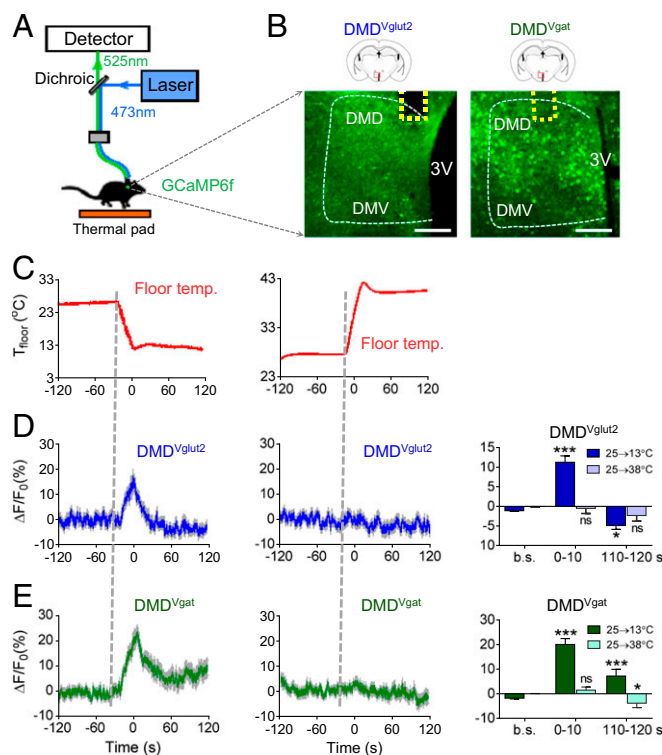 A
Detector
525nm
Dichroic
Laser
473nm
GCaMP6f
Thermal pad
B
DMD^Vglut2
DMD^Vgat
DMD
3V
DMV
DMD
3V
DMV
C
T_floor (°C)
33
23
13
3
Floor temp.
-120 -60 0 60 120
43
33
23
Floor temp.
-120 -60 0 60 120
D
ΔF/F₀(%)
30
20
10
0
-10
DMD^Vglut2
-120 -60 0 60 120
30
20
10
0
-10
DMD^Vglut2
-120 -60 0 60 120
DMD^Vglut2
15
10
5
0
-5
-10
***
25→13°C
25→38°C
ns
*
ns
b.s. 0-10 110-120 s
E
ΔF/F₀(%)
30
20
10
0
-10
DMD^Vgat
-120 -60 0 60 120
Time (s)
30
20
10
0
-10
DMD^Vgat
-120 -60 0 60 120
Time (s)
DMD^Vgat
30
20
10
0
-10
***
25→13°C
25→38°C
ns
***
*
b.s. 0-10 110-120 s